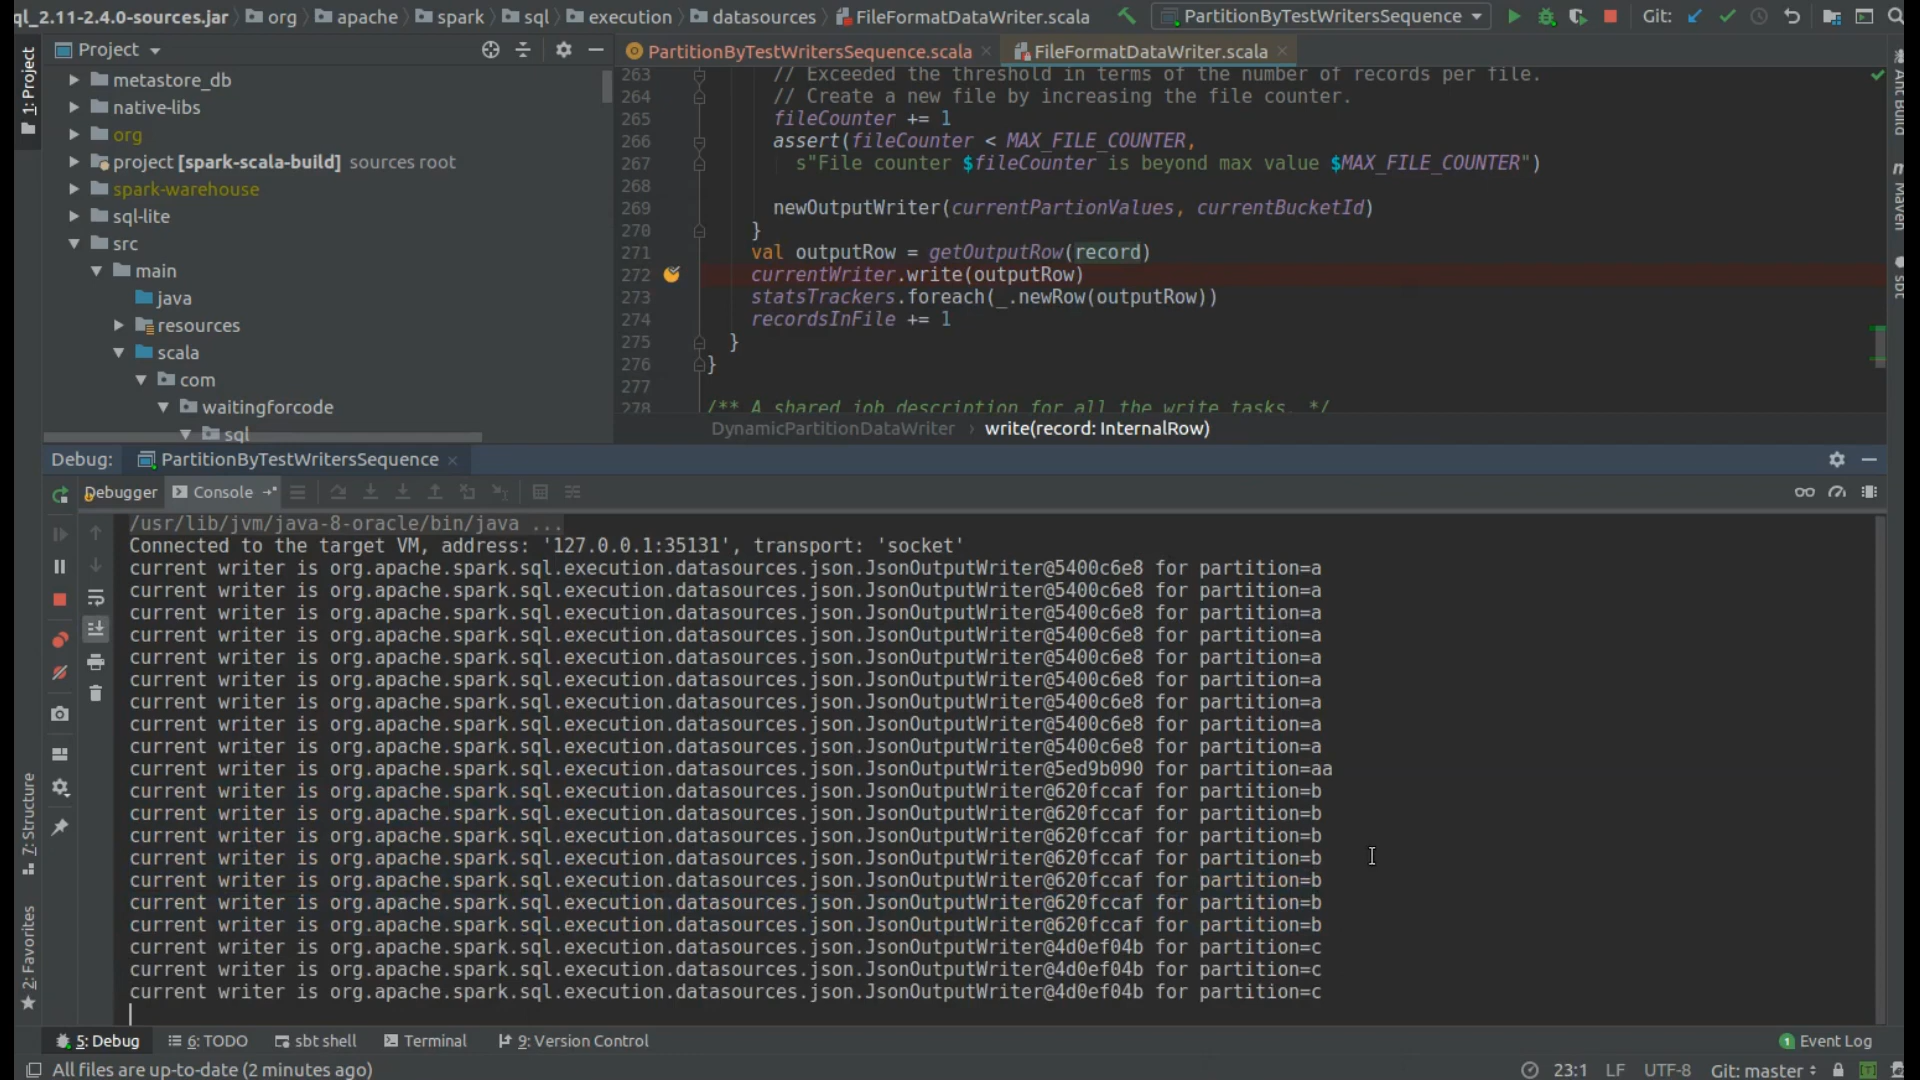 ql_2.11-2.4.0-sources.jar org apache spark sql execution datasources FileFormatDataWriter.scala PartitionByTestWritersSequence Git:
1: Project
Project
PartitionByTestWritersSequence.scala FileFormatDataWriter.scala
metastore_db
native-libs
org
project [spark-scala-build] sources root
spark-warehouse
sql-lite
src
main
java
resources
scala
com
waitingforcode
sql
263 // Exceeded the threshold in terms of the number of records per file.
264 // Create a new file by increasing the file counter.
265 fileCounter += 1
266 assert(fileCounter < MAX_FILE_COUNTER,
267 s"File counter $fileCounter is beyond max value $MAX_FILE_COUNTER")
268
269 newOutputWriter(currentPartionValues, currentBucketId)
270 }
271 val outputRow = getOutputRow(record)
272 currentWriter.write(outputRow)
273 statsTrackers.foreach(_.newRow(outputRow))
274 recordsInFile += 1
275 }
276 }
277
278 /** A shared job description for all the write tasks. */
DynamicPartitionDataWriter › write(record: InternalRow)
Ant Build
Maven
sbt
Debug: PartitionByTestWritersSequence
Debugger Console
/usr/lib/jvm/java-8-oracle/bin/java ...
Connected to the target VM, address: '127.0.0.1:35131', transport: 'socket'
current writer is org.apache.spark.sql.execution.datasources.json.JsonOutputWriter@5400c6e8 for partition=a
current writer is org.apache.spark.sql.execution.datasources.json.JsonOutputWriter@5400c6e8 for partition=a
current writer is org.apache.spark.sql.execution.datasources.json.JsonOutputWriter@5400c6e8 for partition=a
current writer is org.apache.spark.sql.execution.datasources.json.JsonOutputWriter@5400c6e8 for partition=a
current writer is org.apache.spark.sql.execution.datasources.json.JsonOutputWriter@5400c6e8 for partition=a
current writer is org.apache.spark.sql.execution.datasources.json.JsonOutputWriter@5400c6e8 for partition=a
current writer is org.apache.spark.sql.execution.datasources.json.JsonOutputWriter@5400c6e8 for partition=a
current writer is org.apache.spark.sql.execution.datasources.json.JsonOutputWriter@5400c6e8 for partition=a
current writer is org.apache.spark.sql.execution.datasources.json.JsonOutputWriter@5400c6e8 for partition=a
current writer is org.apache.spark.sql.execution.datasources.json.JsonOutputWriter@5ed9b090 for partition=aa
current writer is org.apache.spark.sql.execution.datasources.json.JsonOutputWriter@620fccaf for partition=b
current writer is org.apache.spark.sql.execution.datasources.json.JsonOutputWriter@620fccaf for partition=b
current writer is org.apache.spark.sql.execution.datasources.json.JsonOutputWriter@620fccaf for partition=b
current writer is org.apache.spark.sql.execution.datasources.json.JsonOutputWriter@620fccaf for partition=b
current writer is org.apache.spark.sql.execution.datasources.json.JsonOutputWriter@620fccaf for partition=b
current writer is org.apache.spark.sql.execution.datasources.json.JsonOutputWriter@620fccaf for partition=b
current writer is org.apache.spark.sql.execution.datasources.json.JsonOutputWriter@620fccaf for partition=b
current writer is org.apache.spark.sql.execution.datasources.json.JsonOutputWriter@4d0ef04b for partition=c
current writer is org.apache.spark.sql.execution.datasources.json.JsonOutputWriter@4d0ef04b for partition=c
current writer is org.apache.spark.sql.execution.datasources.json.JsonOutputWriter@4d0ef04b for partition=c
7: Structure
2: Favorites
5: Debug 6: TODO sbt shell Terminal 9: Version Control 1 Event Log
All files are up-to-date (2 minutes ago) 23:1 LF UTF-8 Git: master [T]